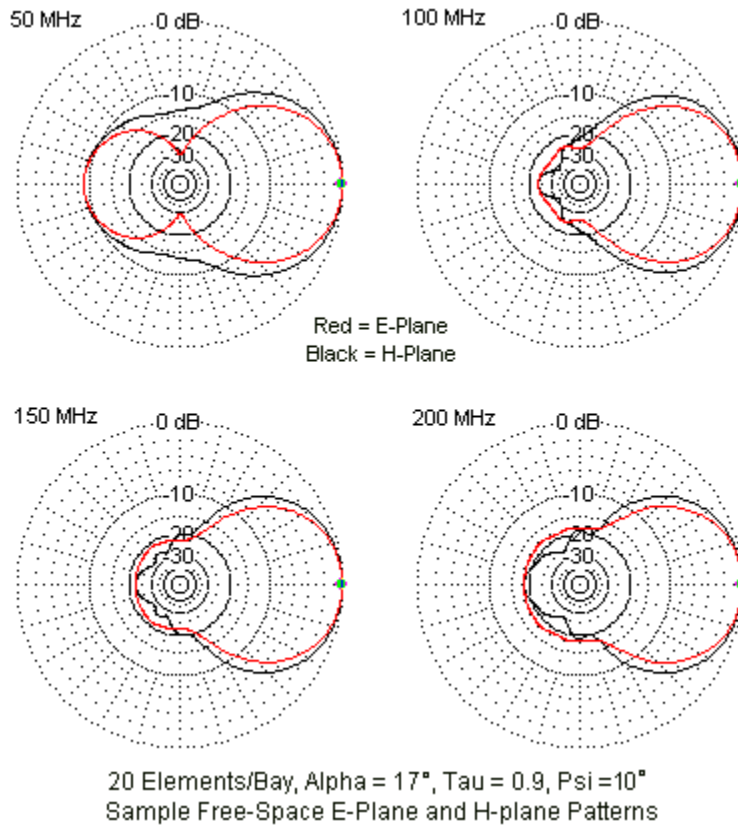 50 MHz
0 dB
-10
-20
-30
100 MHz
0 dB
-10
-20
-30
Red = E-Plane
Black = H-Plane
150 MHz
0 dB
-10
-20
-30
200 MHz
0 dB
-10
-20
-30
20 Elements/Bay, Alpha = 17°, Tau = 0.9, Psi =10°
Sample Free-Space E-Plane and H-plane Patterns